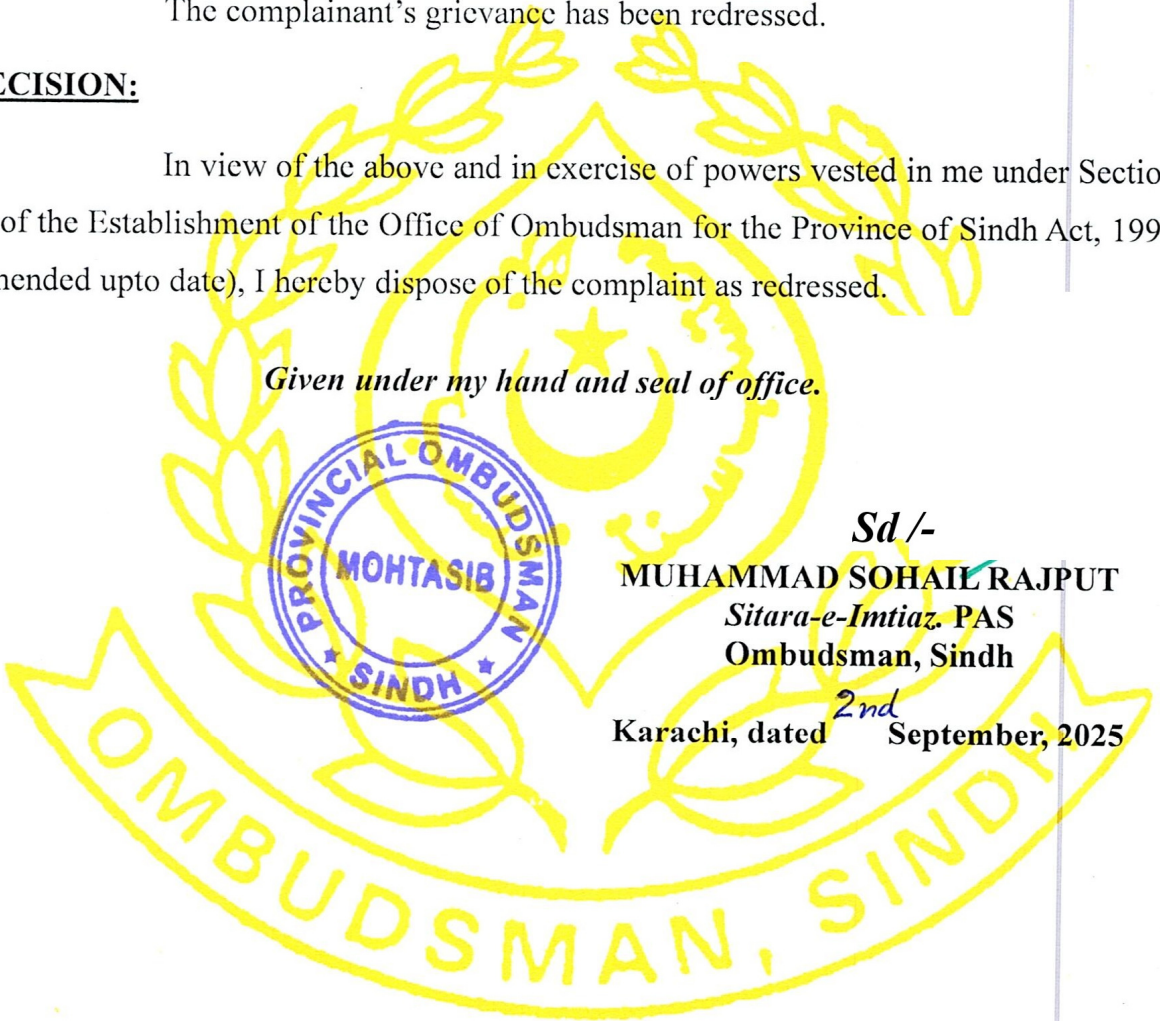 The complainant's grievance has been redressed.
ECISION:
In view of the above and in exercise of powers vested in me under Sectio
of the Establishment of the Office of Ombudsman for the Province of Sindh Act, 199
nended upto date), I hereby dispose of the complaint as redressed.
Given under my hand and seal of office.
PROVINCIAL OMBUDSMAN
MOHTASIB
★ SINDH ★
Sd /-
MUHAMMAD SOHAIL RAJPUT
Sitara-e-Imtiaz. PAS
Ombudsman, Sindh
Karachi, dated 2nd September, 2025
OMBUDSMAN, SINDH